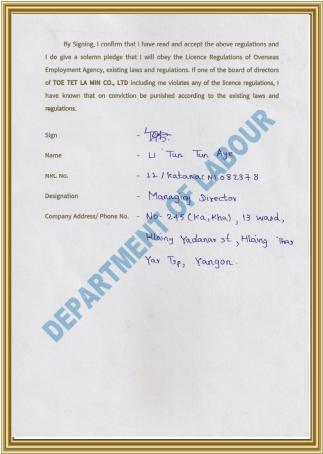 By Signing, I confirm that I have read and accept the above regulations and
I do give a solemn pledge that I will obey the Licence Regulations of Overseas
Employment Agency, existing laws and regulations. If one of the board of directors
of TOE TET LA MIN CO., LTD including me violates any of the licence regulations, I
have known that on conviction be punished according to the existing laws and
regulations.
Sign -
Name - U Tun Tun Aye
NRC No. - 11/Katana(N)082878
Designation - Managing Director
Company Address/ Phone No. - No-245(Ka,Kha), 13 ward,
Hlaing Yadanar st, Hlaing Thar
Yar Tsp, Yangon.
DEPARTMENT OF LABOUR